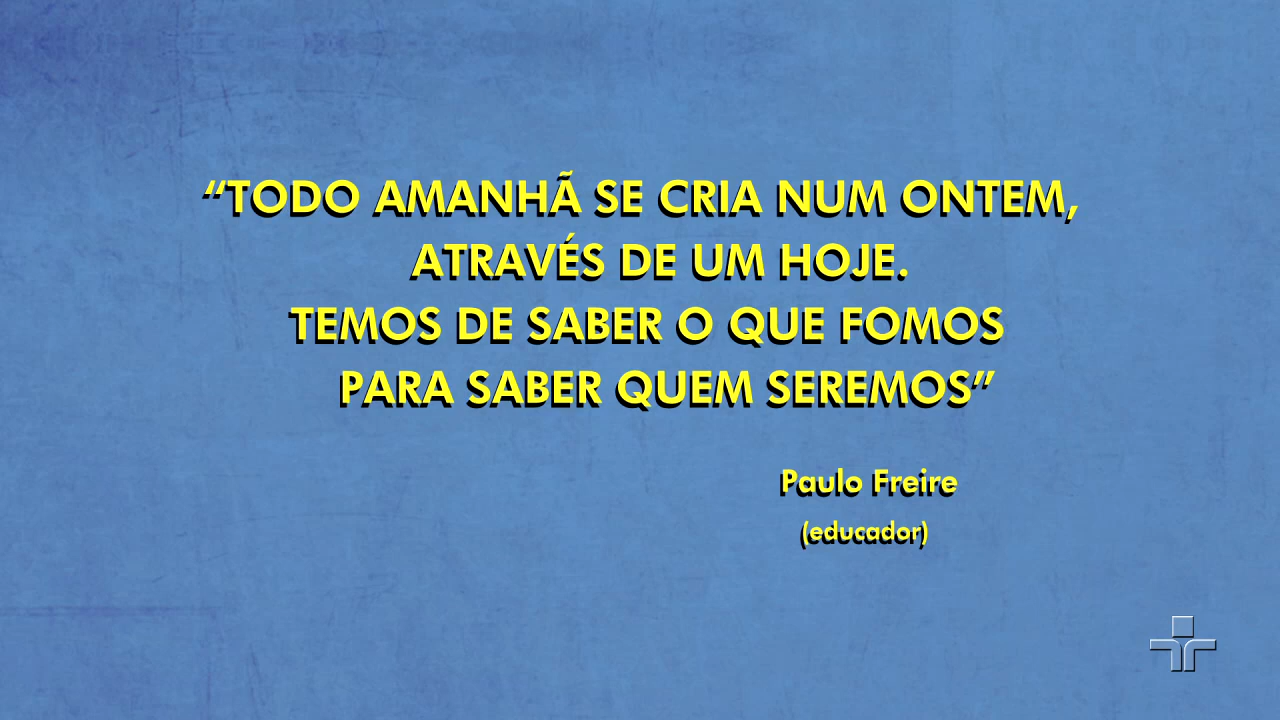 “TODO AMANHÃ SE CRIA NUM ONTEM,
ATRAVÉS DE UM HOJE.
TEMOS DE SABER O QUE FOMOS
PARA SABER QUEM SEREMOS”
Paulo Freire
(educador)